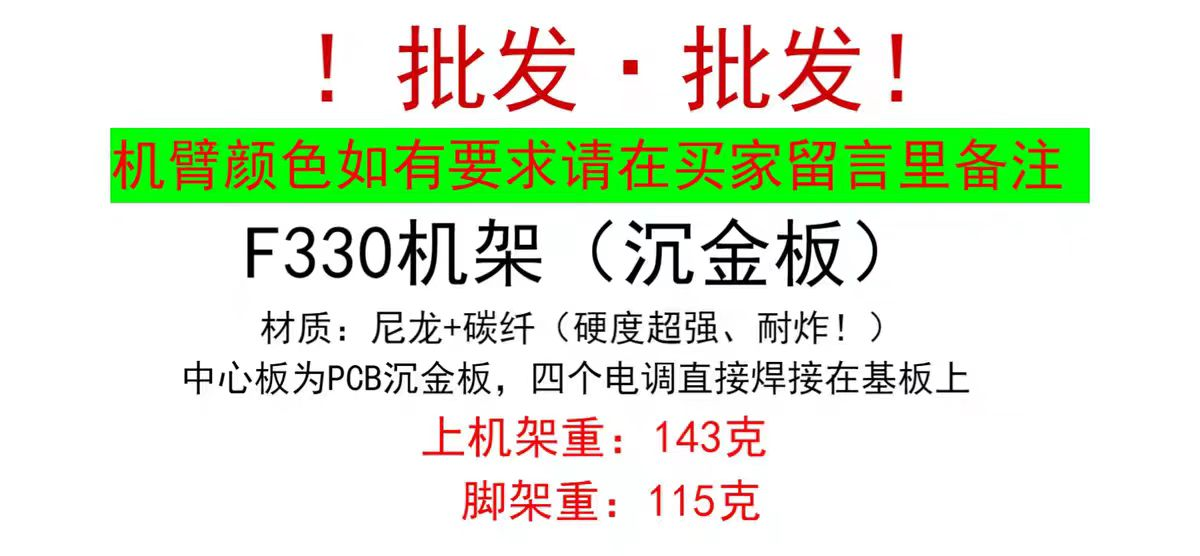 ！批发·批发！
机臂颜色如有要求请在买家留言里备注
F330机架（沉金板）
材质：尼龙+碳纤（硬度超强、耐炸！）
中心板为PCB沉金板，四个电调直接焊接在基板上
上机架重：143克
脚架重：115克